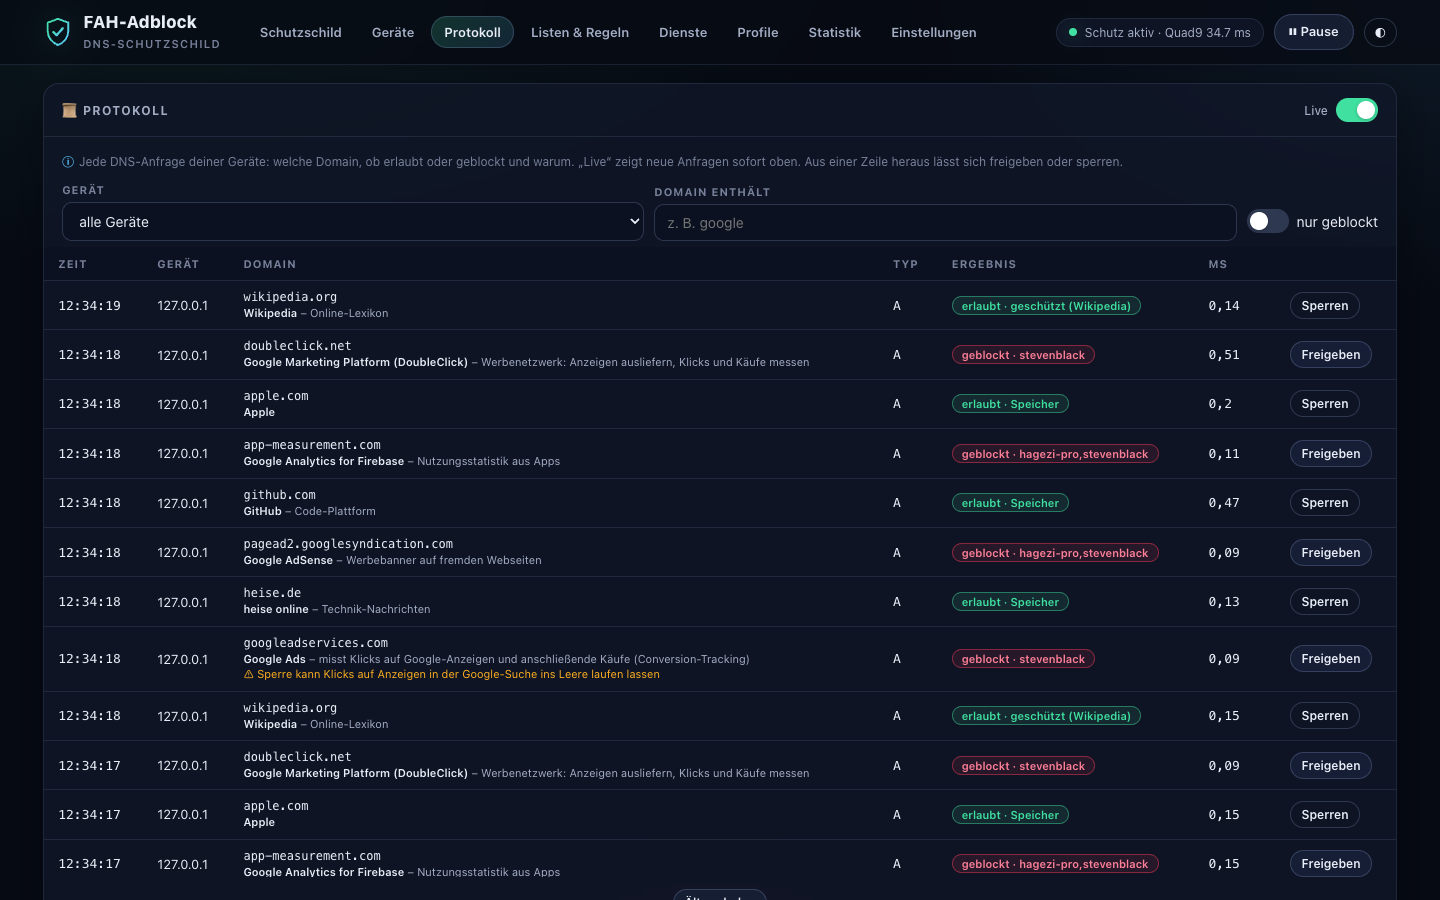 FAH-Adblock
DNS-SCHUTZSCHILD
Schutzschild Geräte Protokoll Listen & Regeln Dienste Profile Statistik Einstellungen
Schutz aktiv · Quad9 34.7 ms
Pause
PROTOKOLL
Live
Jede DNS-Anfrage deiner Geräte: welche Domain, ob erlaubt oder geblockt und warum. „Live“ zeigt neue Anfragen sofort oben. Aus einer Zeile heraus lässt sich freigeben oder sperren.
GERÄT
alle Geräte
DOMAIN ENTHÄLT
z. B. google
nur geblockt
ZEIT GERÄT DOMAIN TYP ERGEBNIS MS
12:34:19 127.0.0.1 wikipedia.org A erlaubt · geschützt (Wikipedia) 0,14 Sperren
Wikipedia – Online-Lexikon
12:34:18 127.0.0.1 doubleclick.net A geblockt · stevenblack 0,51 Freigeben
Google Marketing Platform (DoubleClick) – Werbenetzwerk: Anzeigen ausliefern, Klicks und Käufe messen
12:34:18 127.0.0.1 apple.com A erlaubt · Speicher 0,2 Sperren
Apple
12:34:18 127.0.0.1 app-measurement.com A geblockt · hagezi-pro,stevenblack 0,11 Freigeben
Google Analytics for Firebase – Nutzungsstatistik aus Apps
12:34:18 127.0.0.1 github.com A erlaubt · Speicher 0,47 Sperren
GitHub – Code-Plattform
12:34:18 127.0.0.1 pagead2.googlesyndication.com A geblockt · hagezi-pro,stevenblack 0,09 Freigeben
Google AdSense – Werbebanner auf fremden Webseiten
12:34:18 127.0.0.1 heise.de A erlaubt · Speicher 0,13 Sperren
heise online – Technik-Nachrichten
12:34:18 127.0.0.1 googleadservices.com A geblockt · stevenblack 0,09 Freigeben
Google Ads – misst Klicks auf Google-Anzeigen und anschließende Käufe (Conversion-Tracking)
⚠ Sperre kann Klicks auf Anzeigen in der Google-Suche ins Leere laufen lassen
12:34:18 127.0.0.1 wikipedia.org A erlaubt · geschützt (Wikipedia) 0,15 Sperren
Wikipedia – Online-Lexikon
12:34:17 127.0.0.1 doubleclick.net A geblockt · stevenblack 0,09 Freigeben
Google Marketing Platform (DoubleClick) – Werbenetzwerk: Anzeigen ausliefern, Klicks und Käufe messen
12:34:17 127.0.0.1 apple.com A erlaubt · Speicher 0,15 Sperren
Apple
12:34:17 127.0.0.1 app-measurement.com A geblockt · hagezi-pro,stevenblack 0,15 Freigeben
Google Analytics for Firebase – Nutzungsstatistik aus Apps